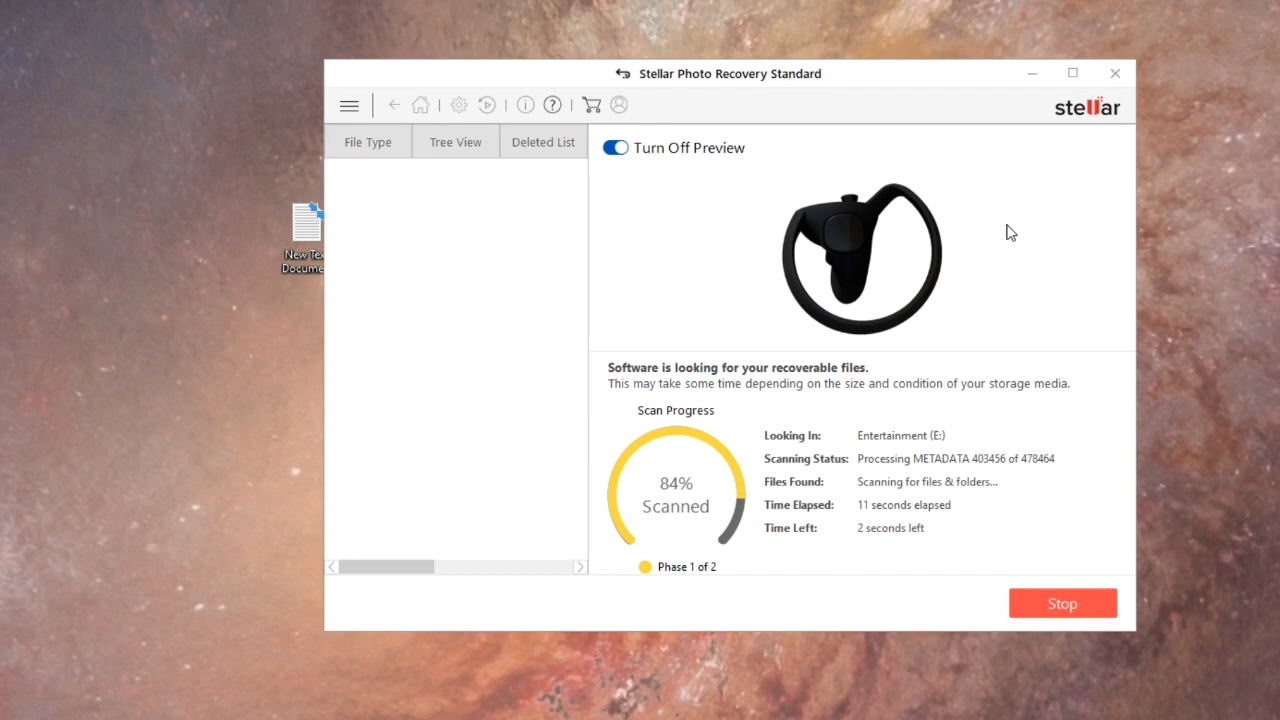 Stellar Photo Recovery Standard
stellar
File Type
Tree View
Deleted List
Turn Off Preview
New Te
Docume
Software is looking for your recoverable files.
This may take some time depending on the size and condition of your storage media.
Scan Progress
84%
Scanned
Phase 1 of 2
Looking In: Entertainment (E:)
Scanning Status: Processing METADATA 403456 of 478464
Files Found: Scanning for files & folders...
Time Elapsed: 11 seconds elapsed
Time Left: 2 seconds left
Stop